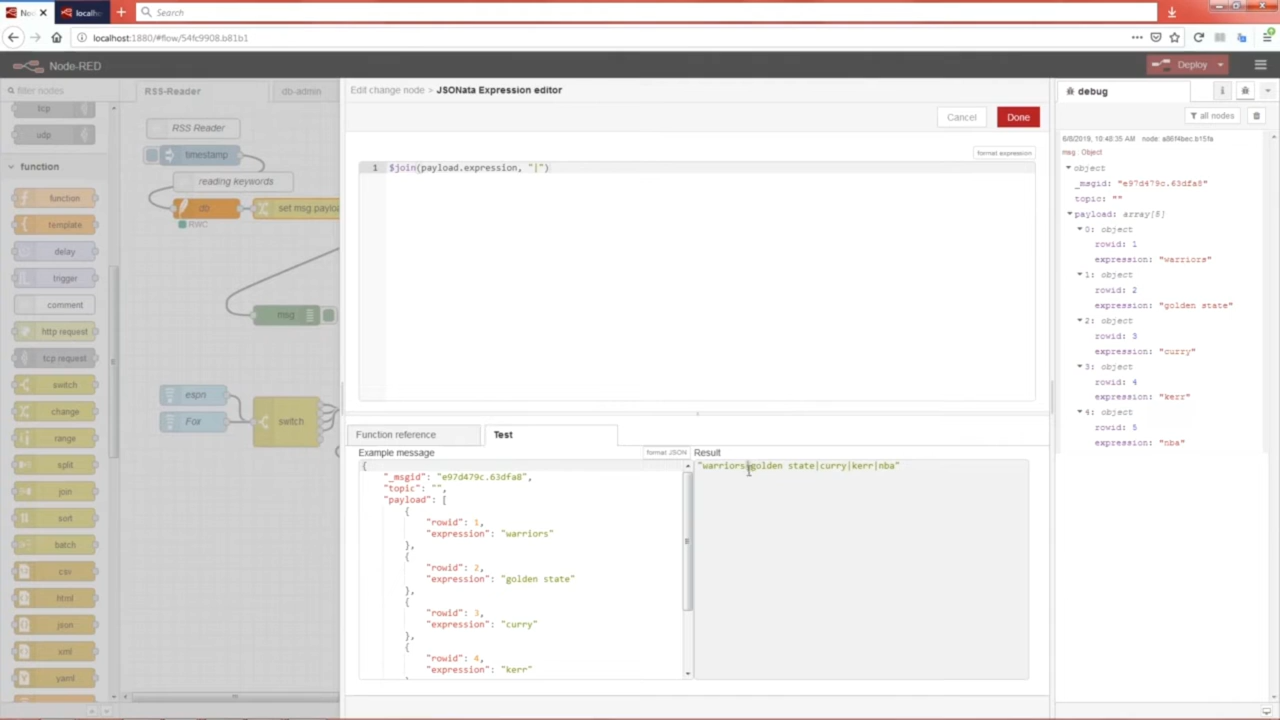 Nod
localh
Search
localhost:1880/#flow/54fc9908.b81b1
Node-RED
Deploy
filter nodes
tcp
udp
function
function
template
delay
trigger
comment
http request
tcp request
switch
change
range
split
join
sort
batch
csv
html
json
xml
yaml
RSS-Reader
db-admin
RSS Reader
timestamp
reading keywords
db
set msg.paylo
RWC
msg
espn
Fox
switch
Edit change node > JSONata Expression editor
Cancel
Done
format expression
1 $join(payload.expression, "|")
Function reference
Test
Example message
format JSON
{
"_msgid": "e97d479c.63dfa8",
"topic": "",
"payload": [
{
"rowid": 1,
"expression": "warriors"
},
{
"rowid": 2,
"expression": "golden state"
},
{
"rowid": 3,
"expression": "curry"
},
{
"rowid": 4,
"expression": "kerr"
Result
"warriors|golden state|curry|kerr|nba"
debug
i
all nodes
6/8/2019, 10:48:35 AM node: a86f4bec.b15fa
msg : Object
object
_msgid: "e97d479c.63dfa8"
topic: ""
payload: array[5]
0: object
rowid: 1
expression: "warriors"
1: object
rowid: 2
expression: "golden state"
2: object
rowid: 3
expression: "curry"
3: object
rowid: 4
expression: "kerr"
4: object
rowid: 5
expression: "nba"